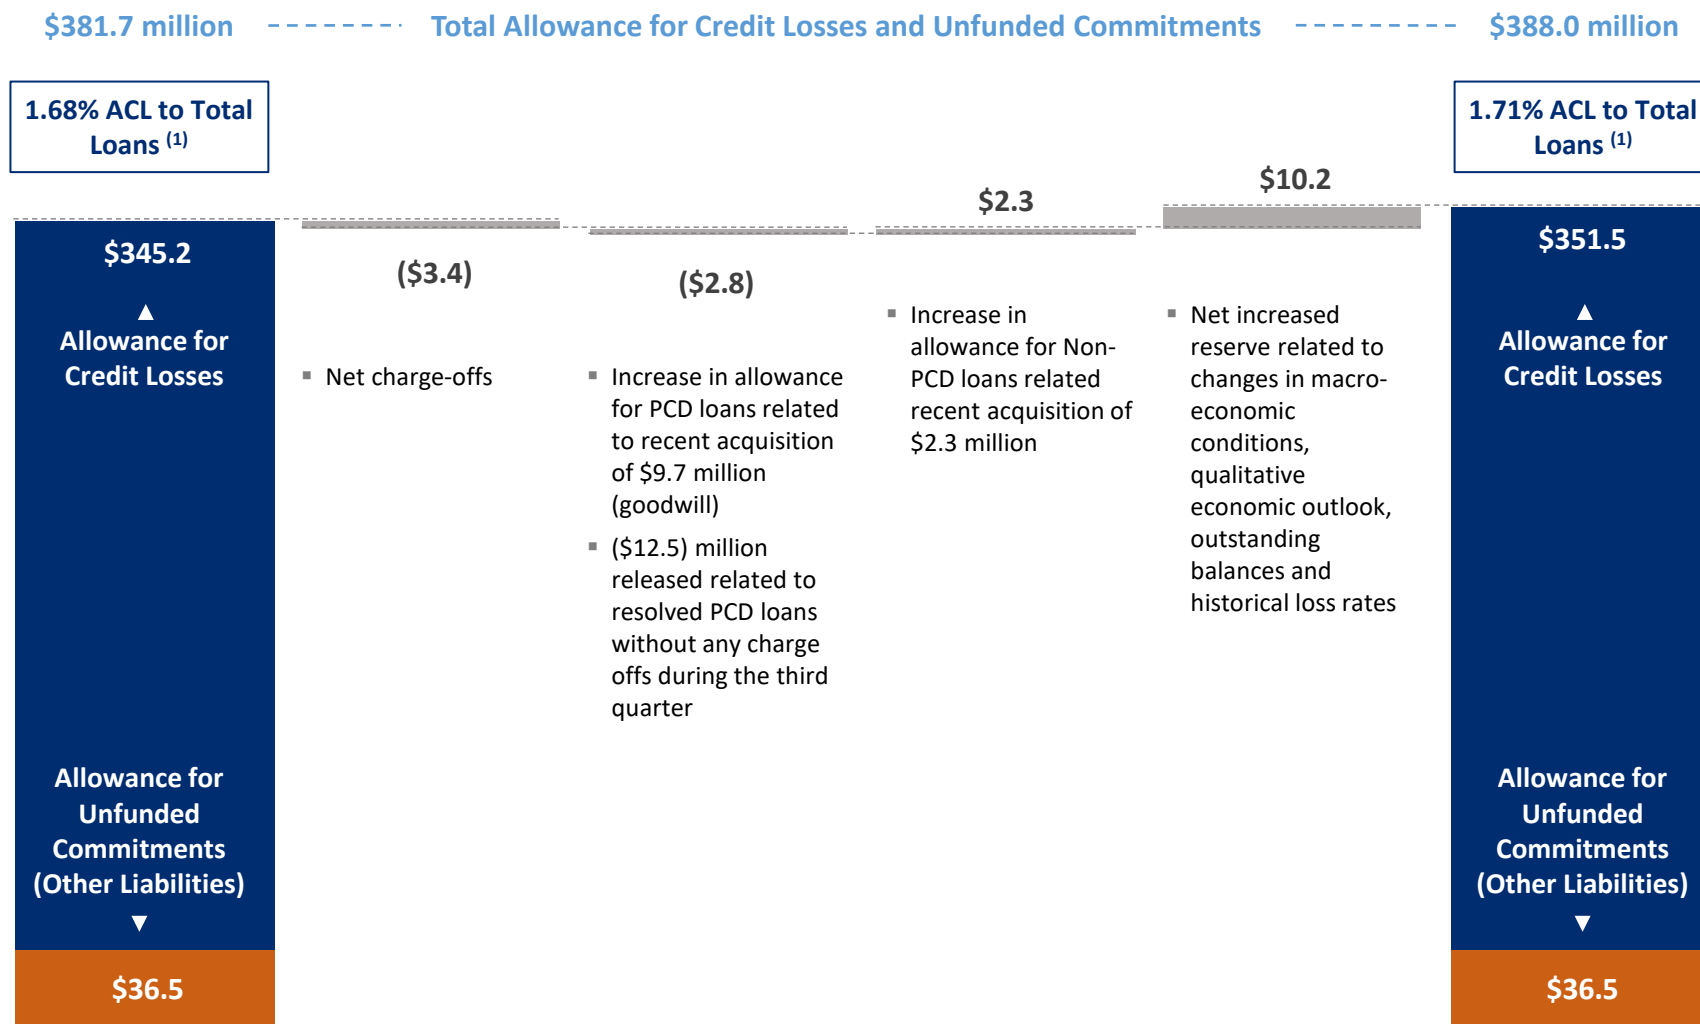 $381.7 million Total Allowance for Credit Losses and Unfunded Commitments $388.0 million
1.68% ACL to Total
Loans (1)
1.71% ACL to Total
Loans (1)
$345.2
▲
Allowance for
Credit Losses
Allowance for
Unfunded
Commitments
(Other Liabilities)
▼
$36.5
($3.4)
▪ Net charge-offs
($2.8)
▪ Increase in allowance
for PCD loans related
to recent acquisition
of $9.7 million
(goodwill)
▪ ($12.5) million
released related to
resolved PCD loans
without any charge
offs during the third
quarter
$2.3
▪ Increase in
allowance for Non-
PCD loans related
recent acquisition of
$2.3 million
$10.2
▪ Net increased
reserve related to
changes in macro-
economic
conditions,
qualitative
economic outlook,
outstanding
balances and
historical loss rates
$351.5
▲
Allowance for
Credit Losses
Allowance for
Unfunded
Commitments
(Other Liabilities)
▼
$36.5